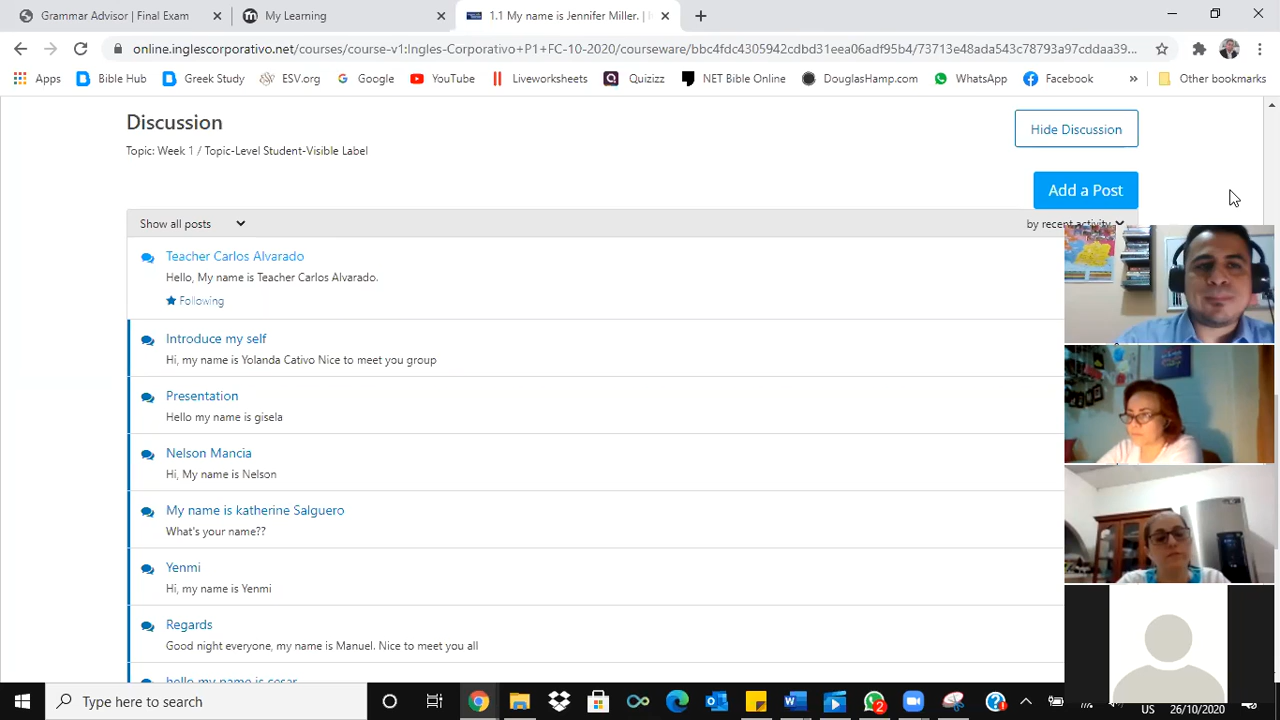 Grammar Advisor | Final Exam
My Learning
1.1 My name is Jennifer Miller. |
online.inglescorporativo.net/courses/course-v1:Ingles-Corporativo+P1+FC-10-2020/courseware/bbc4fdc4305942cdbd31eea06adf95b4/73713e48ada543c78793a97cddaa39...
Apps Bible Hub Greek Study ESV.org Google YouTube Liveworksheets Quizizz NET Bible Online DouglasHamp.com WhatsApp Facebook » Other bookmarks
Discussion
Hide Discussion
Topic: Week 1 / Topic-Level Student-Visible Label
Add a Post
Show all posts
by recent activity
Teacher Carlos Alvarado
Hello, My name is Teacher Carlos Alvarado.
Following
Introduce my self
Hi, my name is Yolanda Cativo Nice to meet you group
Presentation
Hello my name is gisela
Nelson Mancia
Hi, My name is Nelson
My name is katherine Salguero
What's your name??
Yenmi
Hi, my name is Yenmi
Regards
Good night everyone, my name is Manuel. Nice to meet you all
hello my name is cesar
Type here to search
2
US
26/10/2020